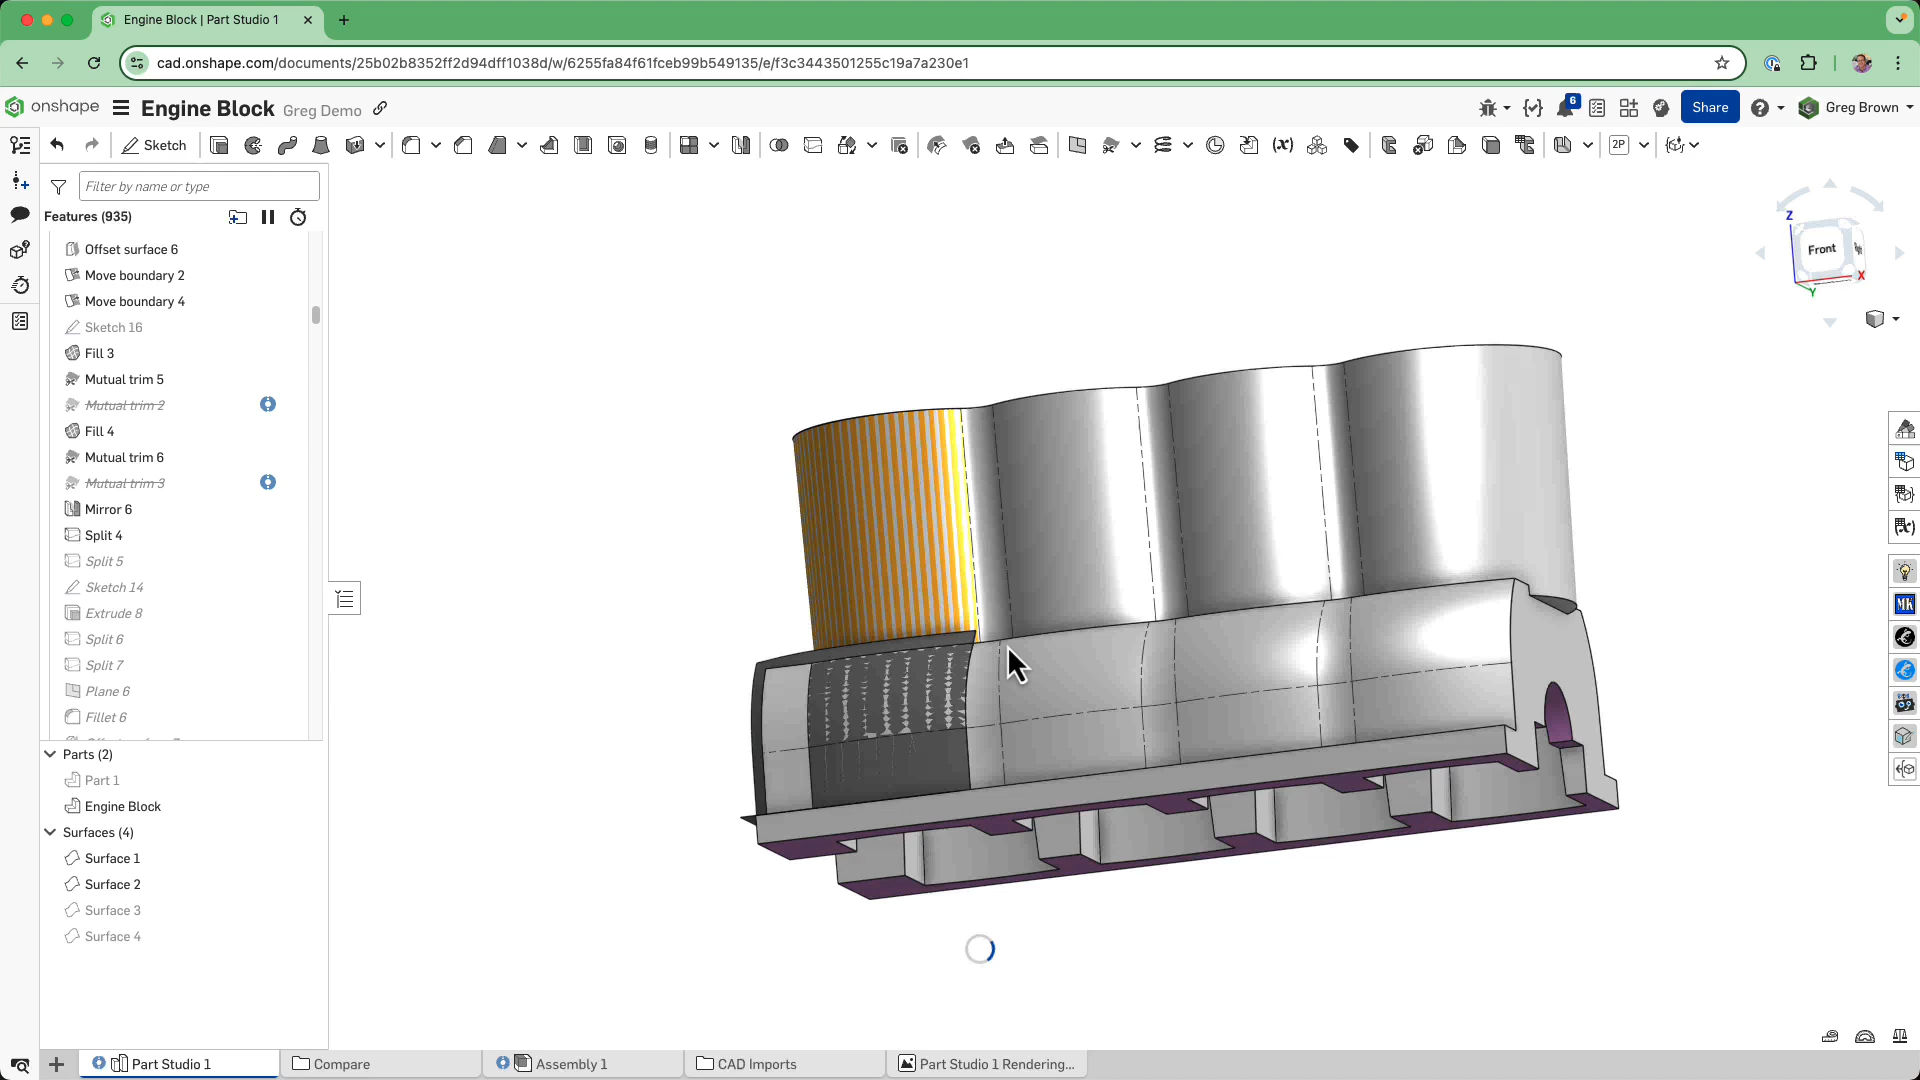 Engine Block | Part Studio 1
cad.onshape.com/documents/25b02b8352ff2d94dff1038d/w/6255fa84f61fceb99b549135/e/f3c3443501255c19a7a230e1
onshape Engine Block Greg Demo 6 Share Greg Brown
Sketch (x) 2P
Filter by name or type
Features (935)
Offset surface 6
Move boundary 2
Move boundary 4
Sketch 16
Fill 3
Mutual trim 5
Mutual trim 2
Fill 4
Mutual trim 6
Mutual trim 3
Mirror 6
Split 4
Split 5
Sketch 14
Extrude 8
Split 6
Split 7
Plane 6
Fillet 6
Parts (2)
Part 1
Engine Block
Surfaces (4)
Surface 1
Surface 2
Surface 3
Surface 4
Z
Front
X
Y
MK
Part Studio 1 Compare Assembly 1 CAD Imports Part Studio 1 Rendering...